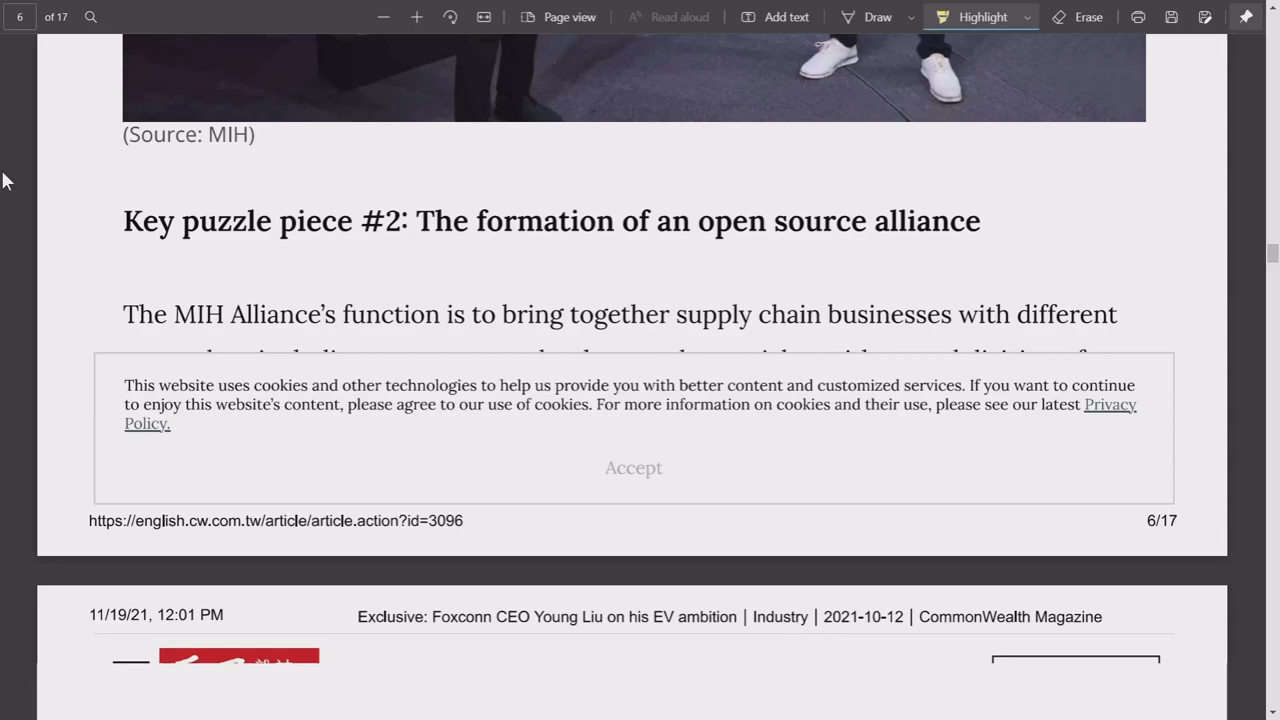 6 of 17
Page view
Read aloud
Add text
Draw
Highlight
Erase
(Source: MIH)
Key puzzle piece #2: The formation of an open source alliance
The MIH Alliance’s function is to bring together supply chain businesses with different
This website uses cookies and other technologies to help us provide you with better content and customized services. If you want to continue
to enjoy this website’s content, please agree to our use of cookies. For more information on cookies and their use, please see our latest Privacy
Policy.
Accept
https://english.cw.com.tw/article/article.action?id=3096 6/17
11/19/21, 12:01 PM Exclusive: Foxconn CEO Young Liu on his EV ambition | Industry | 2021-10-12 | CommonWealth Magazine